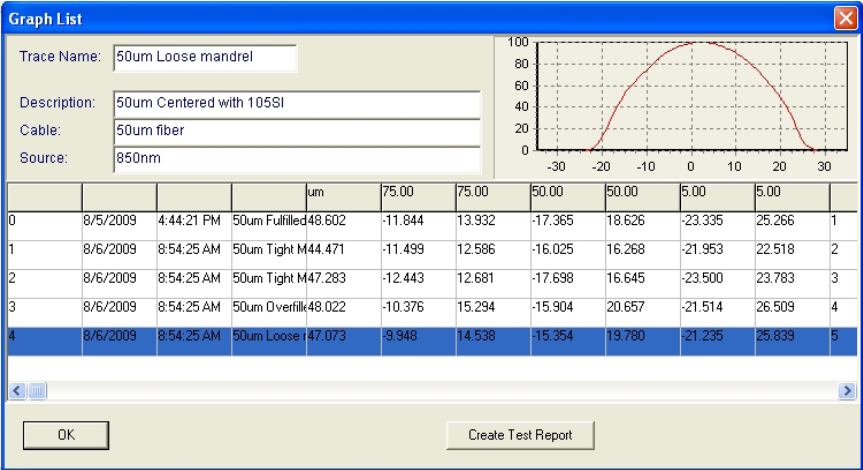 Graph List
Trace Name: 50um Loose mandrel
Description: 50um Centered with 105SI
Cable: 50um fiber
Source: 850nm
100
80
60
40
20
0
-30 -20 -10 0 10 20 30
um 75.00 75.00 50.00 50.00 5.00 5.00
0 8/5/2009 4:44:21 PM 50um Fulfilled 48.602 -11.844 13.932 -17.365 18.626 -23.335 25.266 1
1 8/6/2009 8:54:25 AM 50um Tight M 44.471 -11.499 12.586 -16.025 16.268 -21.953 22.518 2
2 8/6/2009 8:54:25 AM 50um Tight M 47.283 -12.443 12.681 -17.698 16.645 -23.500 23.783 3
3 8/6/2009 8:54:25 AM 50um Overfille 48.022 -10.376 15.294 -15.904 20.657 -21.514 26.509 4
4 8/6/2009 8:54:25 AM 50um Loose 47.073 -9.948 14.538 -15.354 19.780 -21.235 25.839 5
OK Create Test Report